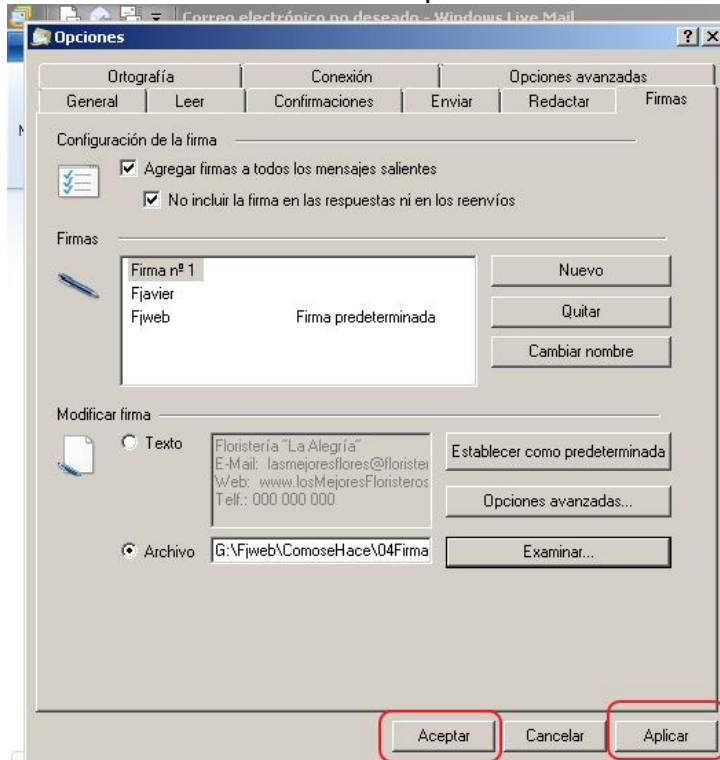 Correo electrónico no deseado - Windows Live Mail
Opciones
Ortografía Conexión Opciones avanzadas
General Leer Confirmaciones Enviar Redactar Firmas
Configuración de la firma
Agregar firmas a todos los mensajes salientes
No incluir la firma en las respuestas ni en los reenvíos
Firmas
Firma nº 1
Fjavier
Fjweb Firma predeterminada
Nuevo
Quitar
Cambiar nombre
Modificar firma
Texto
Floristería "La Alegría"
E-Mail: lasmejoresflores@florister
Web: www.losMejoresFloristeros
Telf.: 000 000 000
Establecer como predeterminada
Opciones avanzadas...
Archivo G:\Fjweb\ComoseHace\04Firma Examinar...
Aceptar Cancelar Aplicar